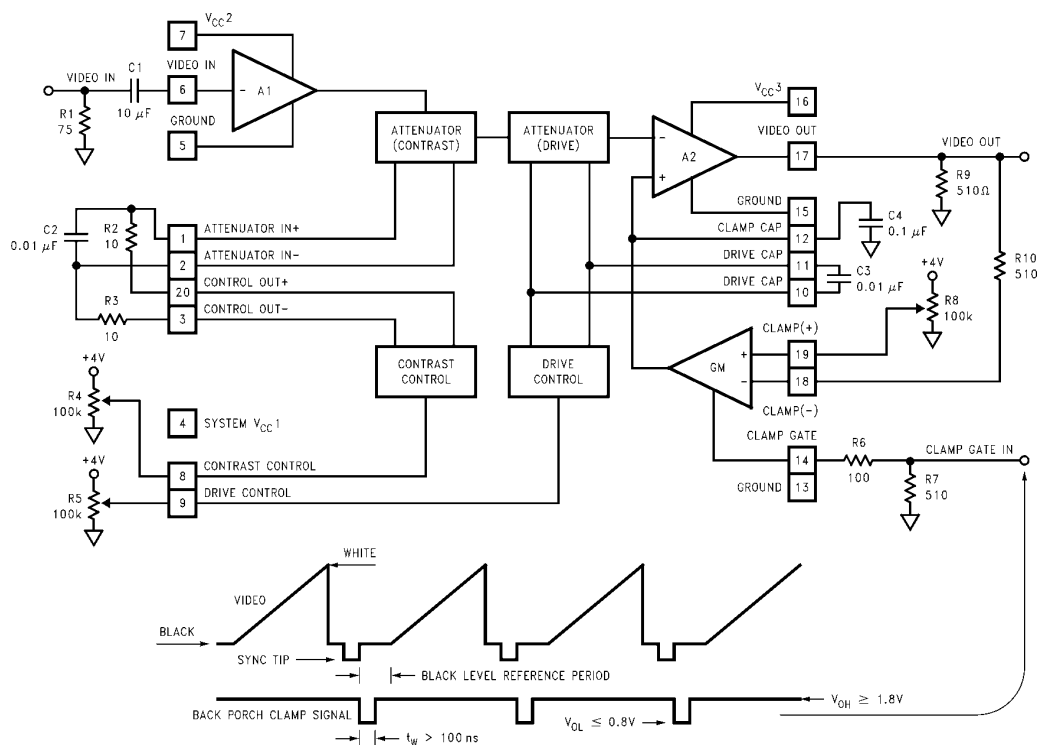 VCC2
7
VIDEO IN
C1
10 μF
VIDEO IN
6
- A1
R1
75
GROUND
5
ATTENUATOR
(CONTRAST)
ATTENUATOR
(DRIVE)
-
A2
+
VCC3
16
VIDEO OUT
17
VIDEO OUT
R9
510Ω
GROUND
15
CLAMP CAP
12
C4
0.1 μF
DRIVE CAP
11
DRIVE CAP
10
C3
0.01 μF
R10
510
C2
0.01 μF
R2
10
1
ATTENUATOR IN+
2
ATTENUATOR IN-
20
CONTROL OUT+
3
CONTROL OUT-
R3
10
+4V
R8
100k
CLAMP(+)
19
18
CLAMP(-)
+
GM
-
CONTRAST
CONTROL
DRIVE
CONTROL
+4V
R4
100k
4
SYSTEM VCC1
8
CONTRAST CONTROL
+4V
R5
100k
9
DRIVE CONTROL
CLAMP GATE
14
R6
100
CLAMP GATE IN
GROUND
13
R7
510
WHITE
VIDEO
BLACK
SYNC TIP
BLACK LEVEL REFERENCE PERIOD
BACK PORCH CLAMP SIGNAL
VOL ≤ 0.8V
VOH ≥ 1.8V
tW > 100 ns